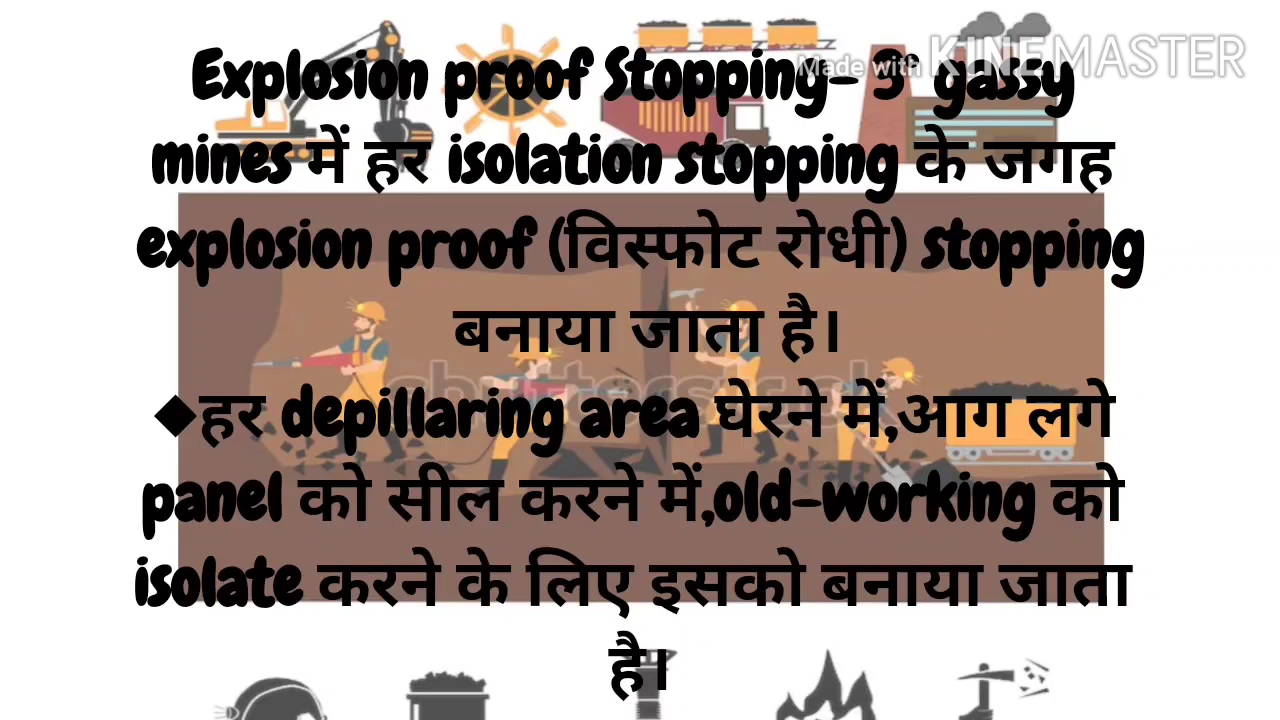 Made with KINEMASTER
Explosion proof Stopping- 3° gassy
mines में हर isolation stopping के जगह
explosion proof (विस्फोट रोधी) stopping
बनाया जाता है।
◆हर depillaring area घेरने में,आग लगे
panel को सील करने में,old-working को
isolate करने के लिए इसको बनाया जाता
है।